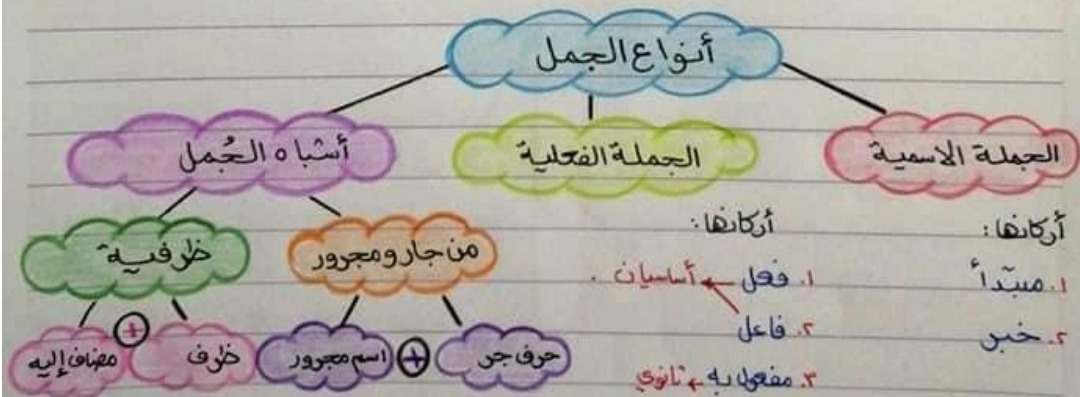 أنواع الجمل
الجملة الاسمية
الجملة الفعلية
أشباه الجُمل
أركانها:
١. مبتدأ
٢. خبر
أركانها:
١. فعل ← أساسيان .
٢. فاعل
٣. مفعول به ← ثانوي
من جار ومجرور
ظرفية
حرف جر + اسم مجرور
ظرف + مضاف إليه